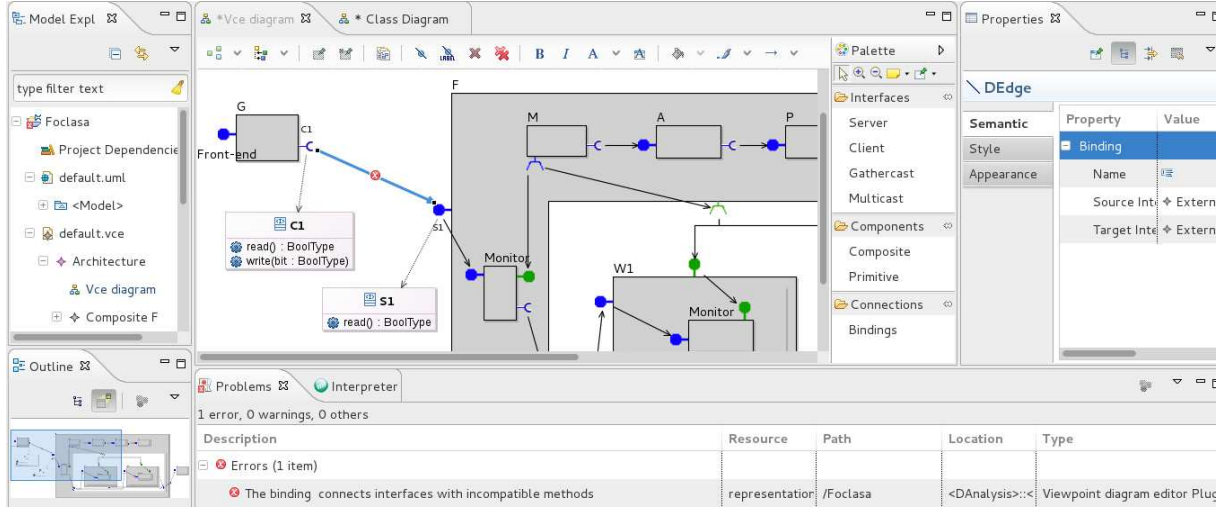 Model Expl
type filter text
Foclasa
Project Dependencie
default.uml
<Model>
default.vce
Architecture
Vce diagram
Composite F
Outline
*Vce diagram
* Class Diagram
B I A
G
C1
Front-end
C1
read() : BoolType
write(bit : BoolType)
S1
S1
read() : BoolType
F
M
A
P
Monitor
W1
Monitor
Palette
Interfaces
Server
Client
Gathercast
Multicast
Components
Composite
Primitive
Connections
Bindings
Properties
DEdge
Semantic
Style
Appearance
Property Value
Binding
Name
Source Inte Extern
Target Inte Extern
Problems Interpreter
1 error, 0 warnings, 0 others
Description Resource Path Location Type
Errors (1 item)
The binding connects interfaces with incompatible methods representation /Foclasa <DAnalysis>::< Viewpoint diagram editor Plug